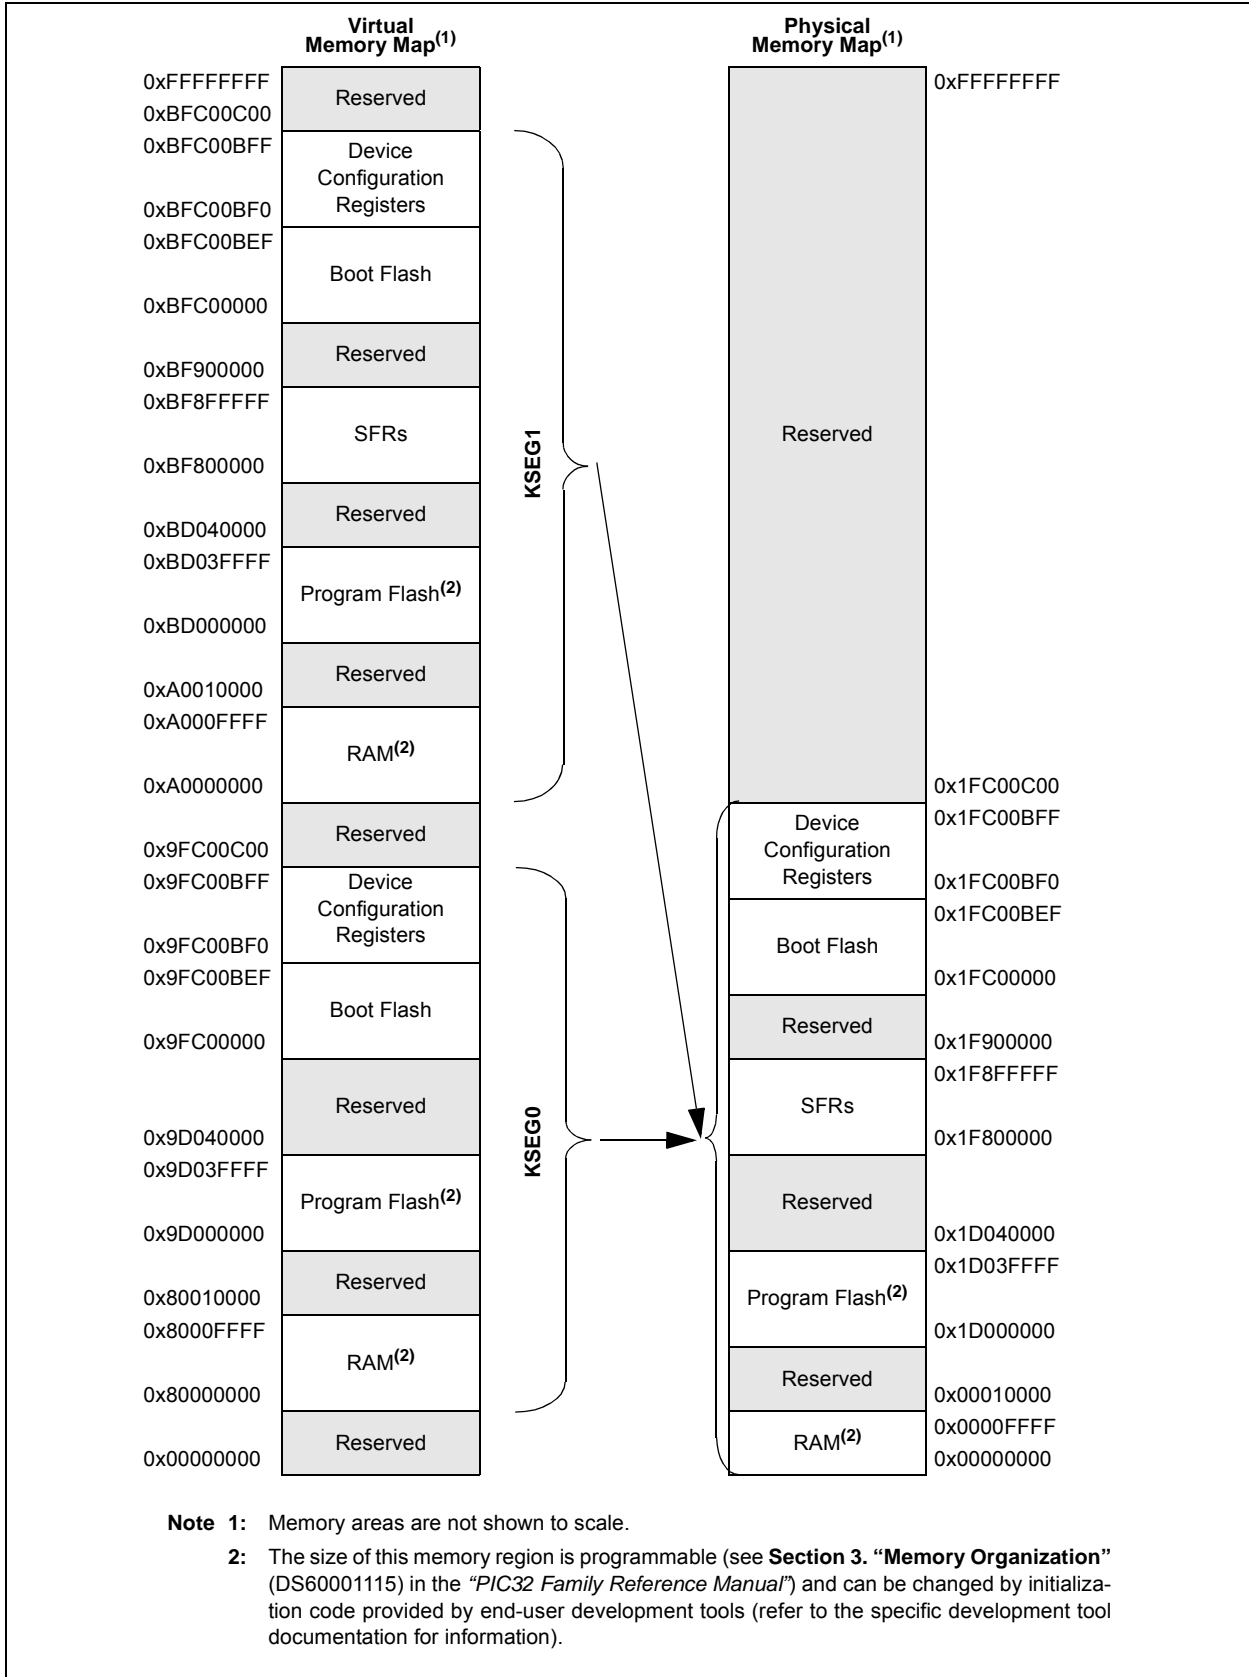 Virtual
Memory Map(1)
Physical
Memory Map(1)
0xFFFFFFFF
Reserved
0xBFC00C00
0xBFC00BFF
Device
Configuration
Registers
0xBFC00BF0
0xBFC00BEF
Boot Flash
0xBFC00000
Reserved
0xBF900000
0xBF8FFFFF
SFRs
0xBF800000
Reserved
0xBD040000
0xBD03FFFF
Program Flash(2)
0xBD000000
Reserved
0xA0010000
0xA000FFFF
RAM(2)
0xA0000000
Reserved
0x9FC00C00
0x9FC00BFF
Device
Configuration
Registers
0x9FC00BF0
0x9FC00BEF
Boot Flash
0x9FC00000
Reserved
0x9D040000
0x9D03FFFF
Program Flash(2)
0x9D000000
Reserved
0x80010000
0x8000FFFF
RAM(2)
0x80000000
Reserved
0x00000000
KSEG1
KSEG0
0xFFFFFFFF
Reserved
0x1FC00C00
0x1FC00BFF
Device
Configuration
Registers
0x1FC00BF0
0x1FC00BEF
Boot Flash
0x1FC00000
Reserved
0x1F900000
0x1F8FFFFF
SFRs
0x1F800000
Reserved
0x1D040000
0x1D03FFFF
Program Flash(2)
0x1D000000
Reserved
0x00010000
0x0000FFFF
RAM(2)
0x00000000
Note 1: Memory areas are not shown to scale.
2: The size of this memory region is programmable (see Section 3. “Memory Organization”
(DS60001115) in the “PIC32 Family Reference Manual”) and can be changed by initializa-
tion code provided by end-user development tools (refer to the specific development tool
documentation for information).